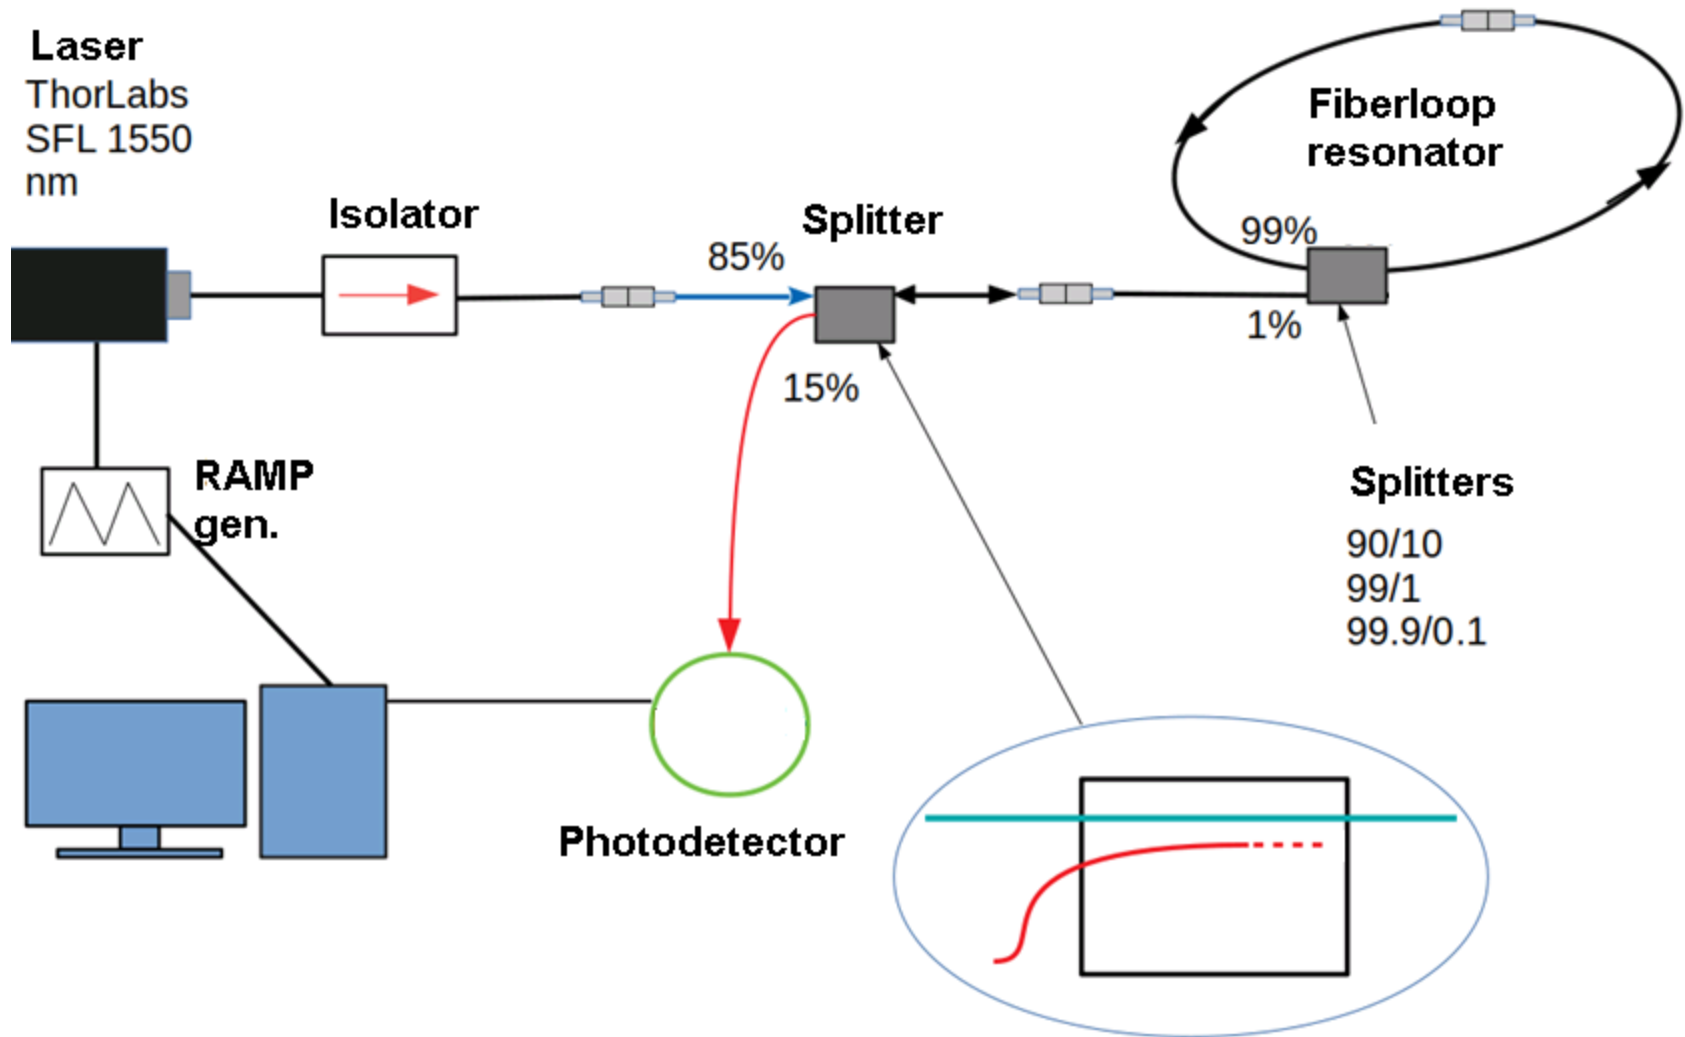 Laser
ThorLabs
SFL 1550
nm
Isolator
85%
Splitter
15%
Fiberloop
resonator
99%
1%
Splitters
90/10
99/1
99.9/0.1
RAMP
gen.
Photodetector